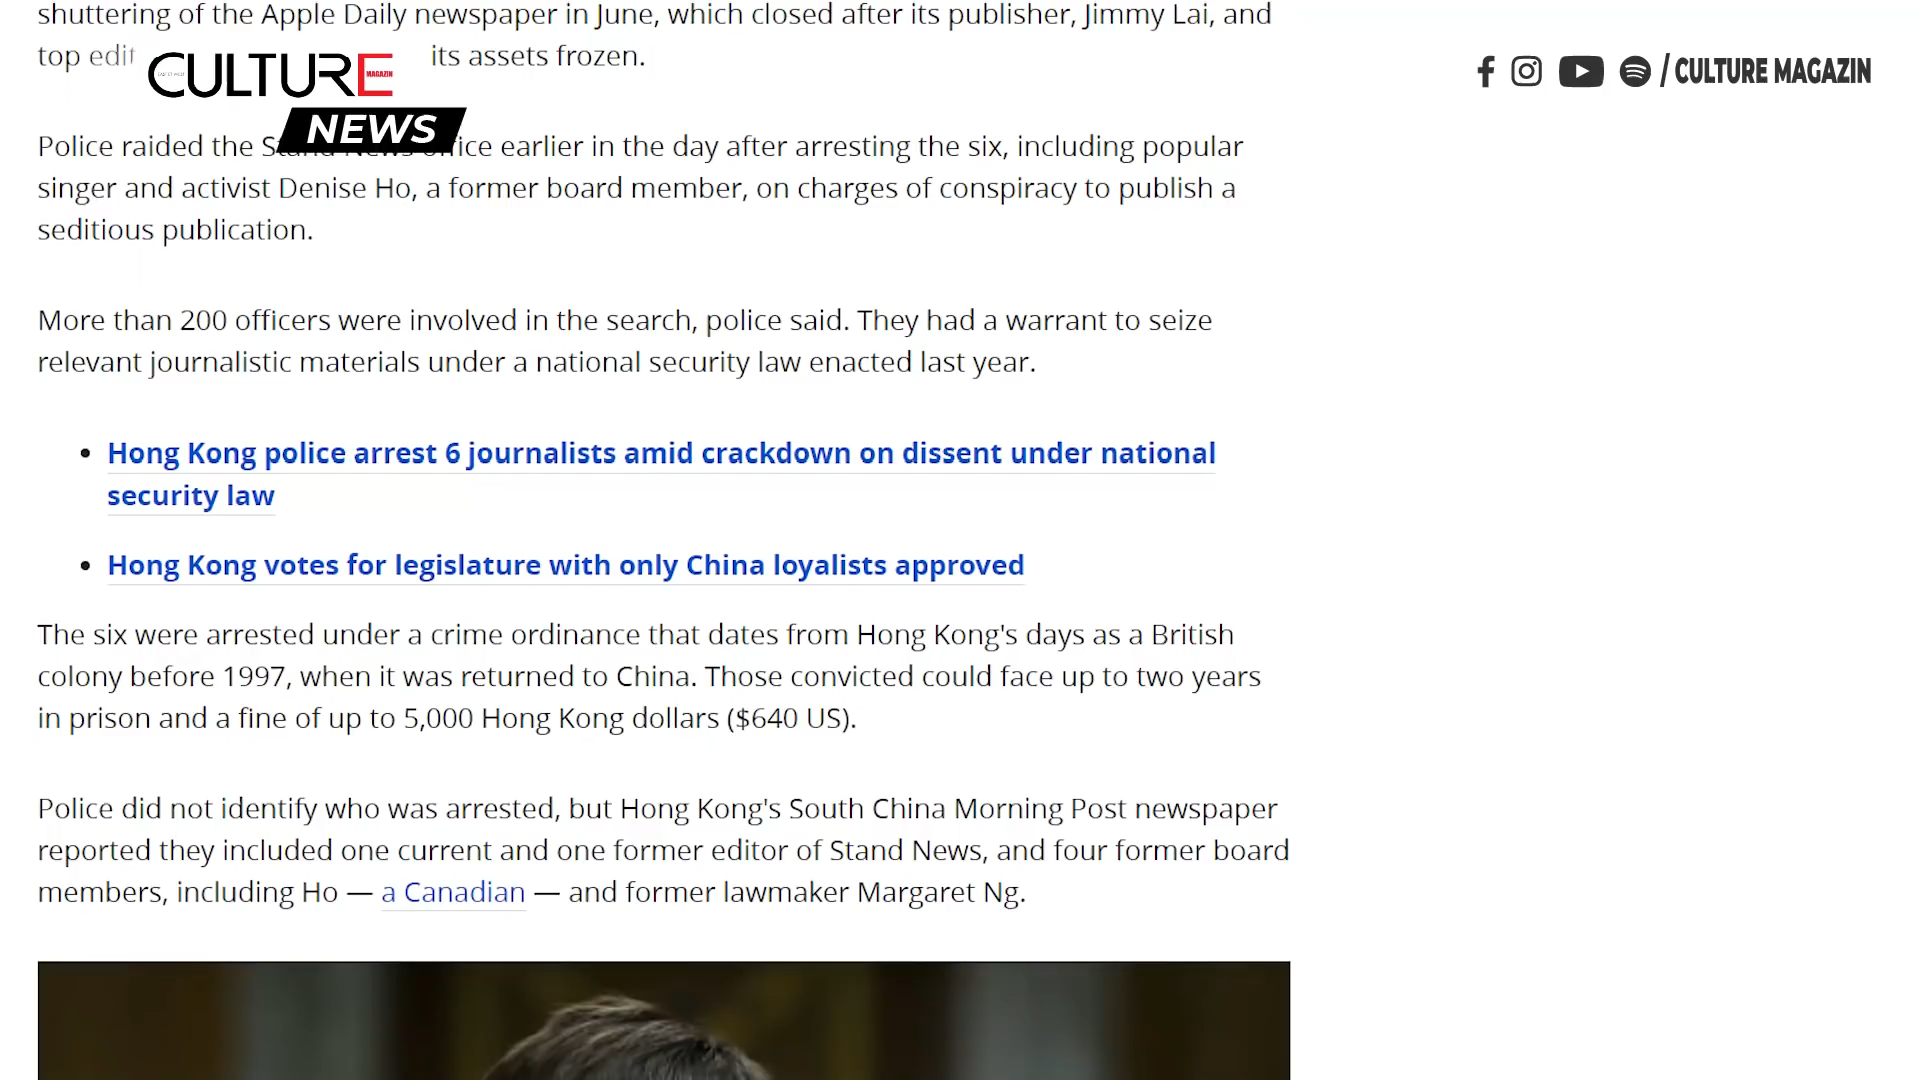 shuttering of the Apple Daily newspaper in June, which closed after its publisher, Jimmy Lai, and
top edit its assets frozen.
CULTURE
MAGAZIN
NEWS
/ CULTURE MAGAZIN
Police raided the Stand News office earlier in the day after arresting the six, including popular
singer and activist Denise Ho, a former board member, on charges of conspiracy to publish a
seditious publication.
More than 200 officers were involved in the search, police said. They had a warrant to seize
relevant journalistic materials under a national security law enacted last year.
• Hong Kong police arrest 6 journalists amid crackdown on dissent under national
security law
• Hong Kong votes for legislature with only China loyalists approved
The six were arrested under a crime ordinance that dates from Hong Kong's days as a British
colony before 1997, when it was returned to China. Those convicted could face up to two years
in prison and a fine of up to 5,000 Hong Kong dollars ($640 US).
Police did not identify who was arrested, but Hong Kong's South China Morning Post newspaper
reported they included one current and one former editor of Stand News, and four former board
members, including Ho — a Canadian — and former lawmaker Margaret Ng.